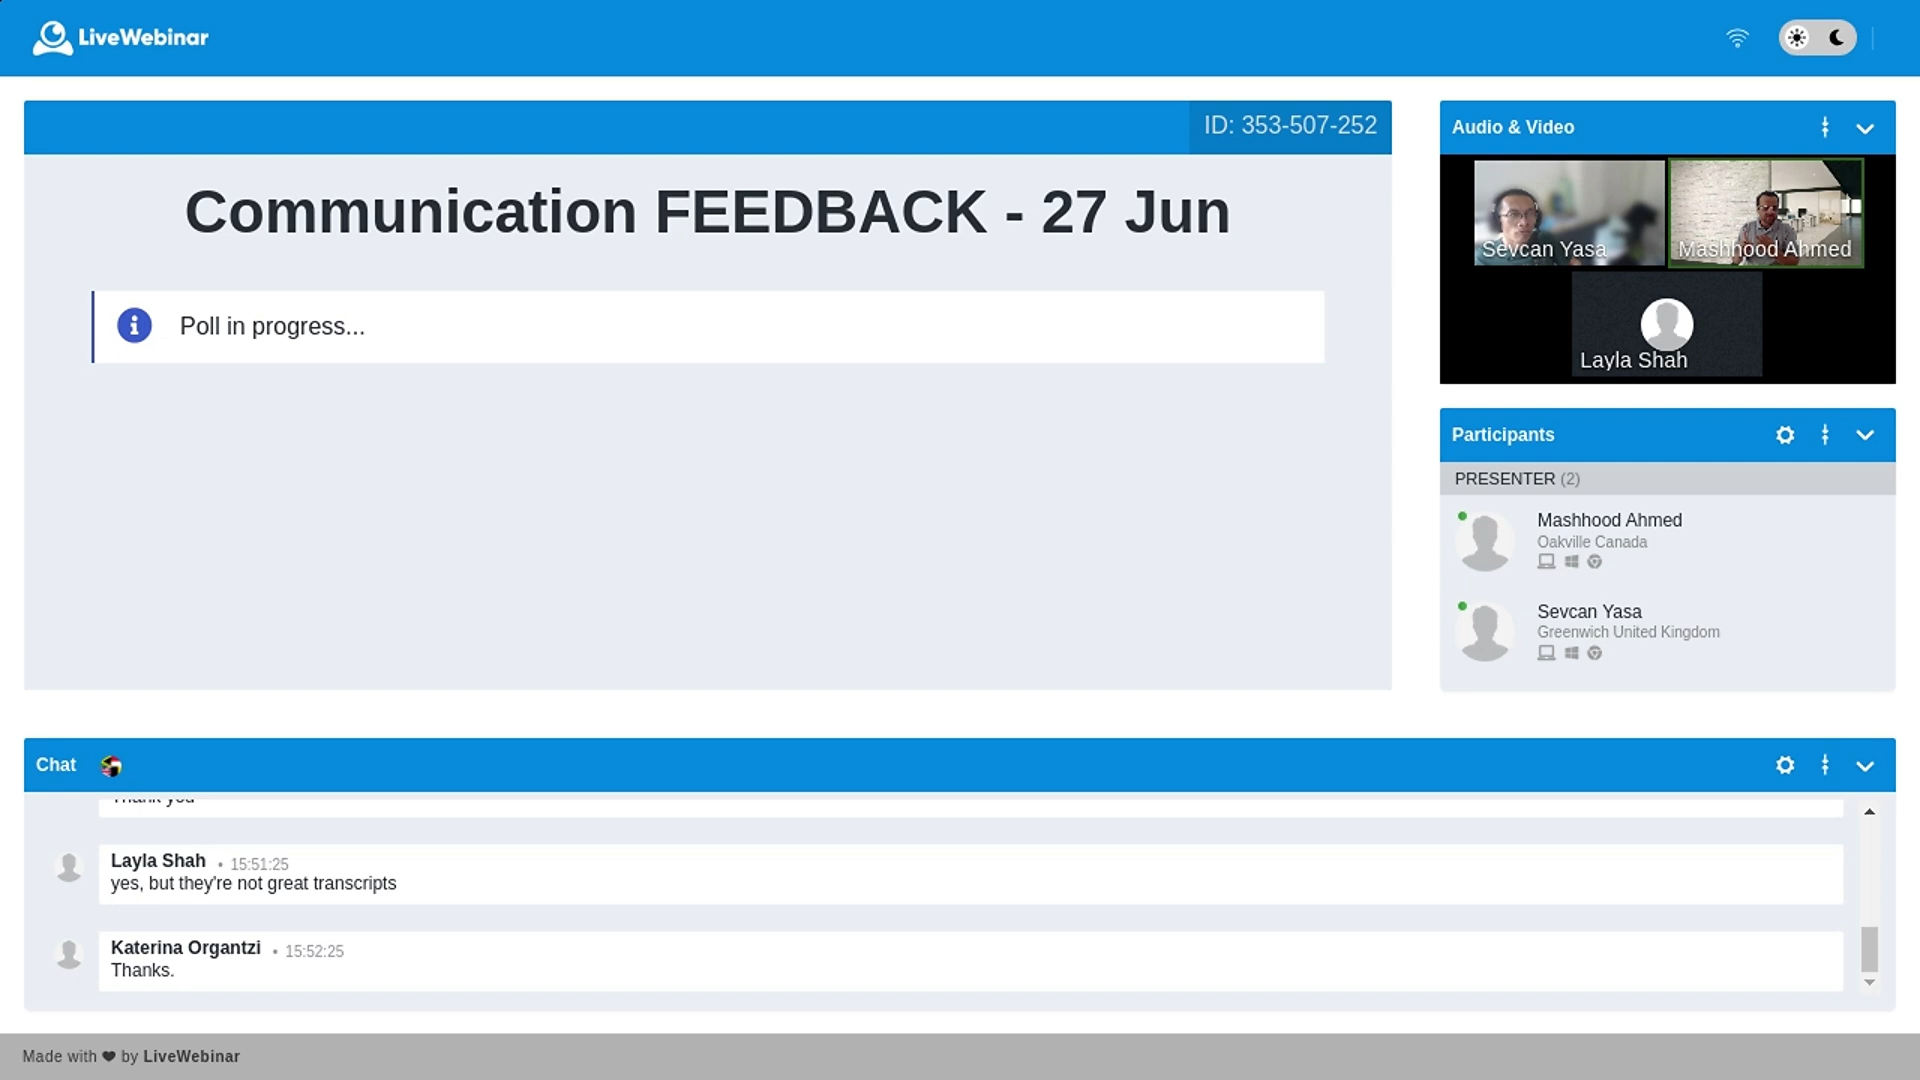 LiveWebinar
ID: 353-507-252
Communication FEEDBACK - 27 Jun
Poll in progress...
Audio & Video
Sevcan Yasa
Mashhood Ahmed
Layla Shah
Participants
PRESENTER (2)
Mashhood Ahmed
Oakville Canada
Sevcan Yasa
Greenwich United Kingdom
Chat
Thank you
Layla Shah • 15:51:25
yes, but they're not great transcripts
Katerina Organtzi • 15:52:25
Thanks.
Made with ❤ by LiveWebinar